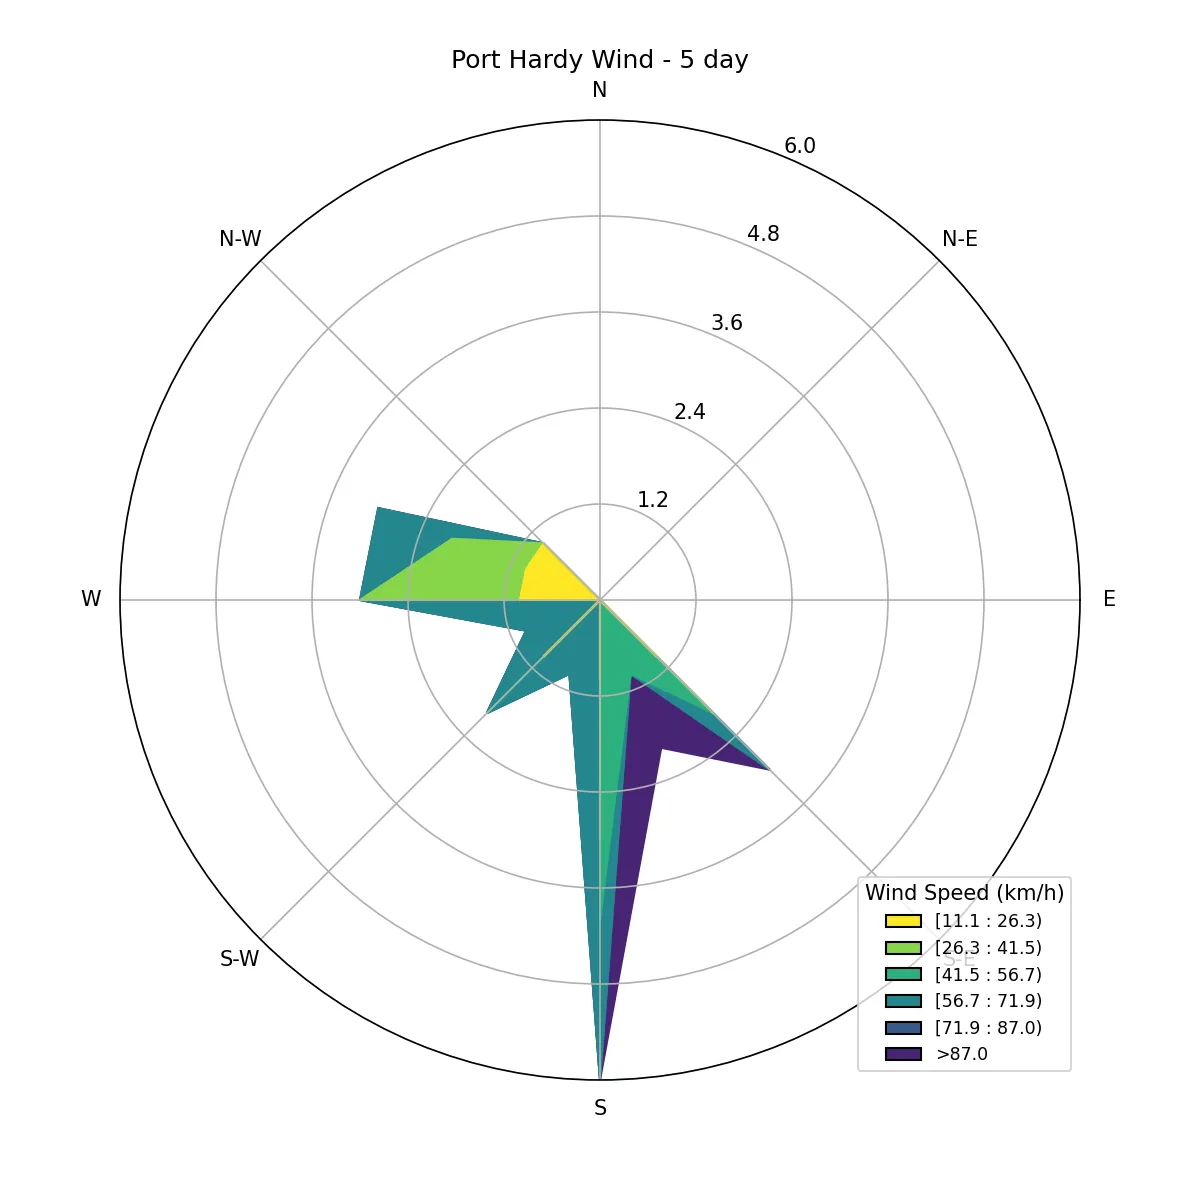 Port Hardy Wind - 5 day
N
6.0
N-W
N-E
4.8
3.6
2.4
1.2
W
E
Wind Speed (km/h)
[11.1 : 26.3)
[26.3 : 41.5)
S-W
S-E
[41.5 : 56.7)
[56.7 : 71.9)
[71.9 : 87.0)
>87.0
S